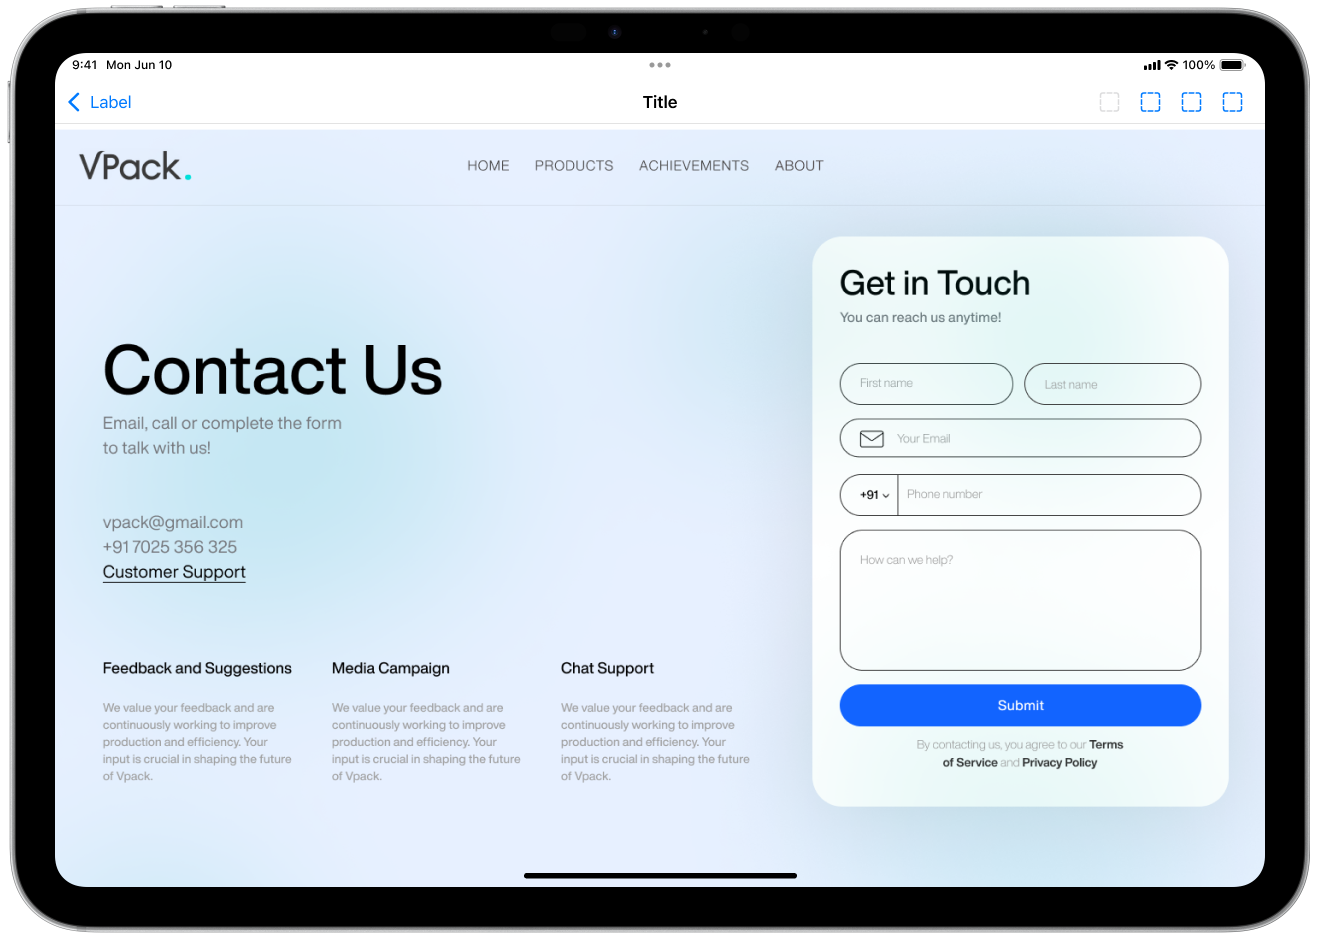 9:41 Mon Jun 10
100%
Label
Title
VPack.
HOME PRODUCTS ACHIEVEMENTS ABOUT
Contact Us
Email, call or complete the form
to talk with us!
vpack@gmail.com
+91 7025 356 325
Customer Support
Feedback and Suggestions
We value your feedback and are
continuously working to improve
production and efficiency. Your
input is crucial in shaping the future
of Vpack.
Media Campaign
We value your feedback and are
continuously working to improve
production and efficiency. Your
input is crucial in shaping the future
of Vpack.
Chat Support
We value your feedback and are
continuously working to improve
production and efficiency. Your
input is crucial in shaping the future
of Vpack.
Get in Touch
You can reach us anytime!
First name
Last name
Your Email
+91
Phone number
How can we help?
Submit
By contacting us, you agree to our Terms
of Service and Privacy Policy